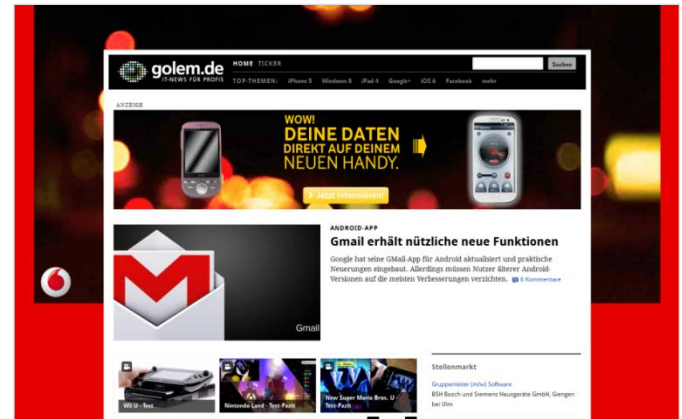 golem.de
IT-NEWS FÜR PROFIS
HOME TICKER
Suchen
TOP-THEMEN: iPhone 5 Windows 8 iPad 4 Google+ iOS 6 Facebook mehr
ANZEIGE
WOW!
DEINE DATEN
DIREKT AUF DEINEM
NEUEN HANDY.
Jetzt informieren!
ANDROID-APP
Gmail erhält nützliche neue Funktionen
Google hat seine GMail-App für Android aktualisiert und praktische
Neuerungen eingebaut. Allerdings müssen Nutzer älterer Android-
Versionen auf die meisten Verbesserungen verzichten. 0 Kommentare
Gmail
Wii U - Test
Nintendo Land - Test-Fazit
New Super Mario Bros. U
Test-Fazit
Stellenmarkt
Gruppenleiter (m/w) Software
BSH Bosch und Siemens Hausgeräte GmbH, Giengen
bei Ulm